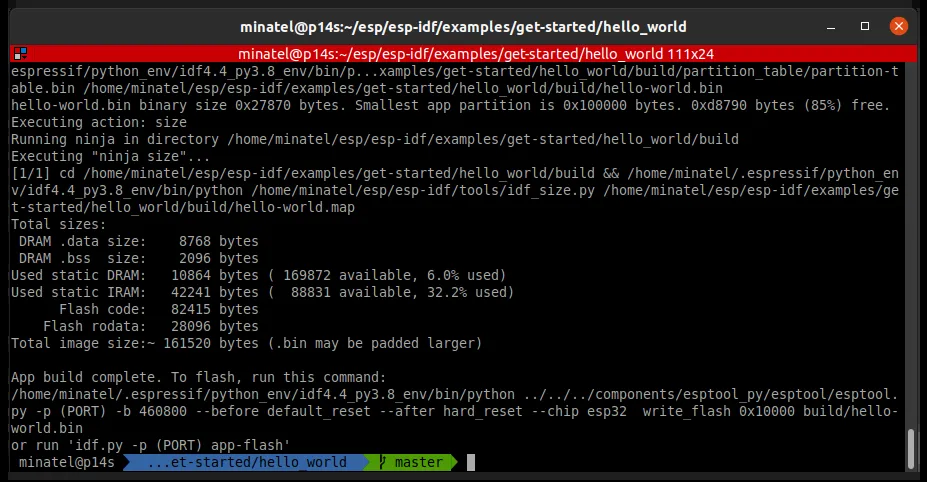 minatel@p14s:~/esp/esp-idf/examples/get-started/hello_world
minatel@p14s:~/esp/esp-idf/examples/get-started/hello_world 111x24
espressif/python_env/idf4.4_py3.8_env/bin/p...xamples/get-started/hello_world/build/partition_table/partition-t
able.bin /home/minatel/esp/esp-idf/examples/get-started/hello_world/build/hello-world.bin
hello-world.bin binary size 0x27870 bytes. Smallest app partition is 0x100000 bytes. 0xd8790 bytes (85%) free.
Executing action: size
Running ninja in directory /home/minatel/esp/esp-idf/examples/get-started/hello_world/build
Executing "ninja size"...
[1/1] cd /home/minatel/esp/esp-idf/examples/get-started/hello_world/build && /home/minatel/.espressif/python_en
v/idf4.4_py3.8_env/bin/python /home/minatel/esp/esp-idf/tools/idf_size.py /home/minatel/esp/esp-idf/examples/ge
t-started/hello_world/build/hello-world.map
Total sizes:
 DRAM .data size:    8768 bytes
 DRAM .bss  size:    2096 bytes
Used static DRAM:   10864 bytes ( 169872 available, 6.0% used)
Used static IRAM:   42241 bytes (  88831 available, 32.2% used)
      Flash code:   82415 bytes
    Flash rodata:   28096 bytes
Total image size:~ 161520 bytes (.bin may be padded larger)
App build complete. To flash, run this command:
/home/minatel/.espressif/python_env/idf4.4_py3.8_env/bin/python ../../../components/esptool_py/esptool/esptool.
py -p (PORT) -b 460800 --before default_reset --after hard_reset --chip esp32  write_flash 0x10000 build/hello-
world.bin
or run 'idf.py -p (PORT) app-flash'
minatel@p14s ...et-started/hello_world master